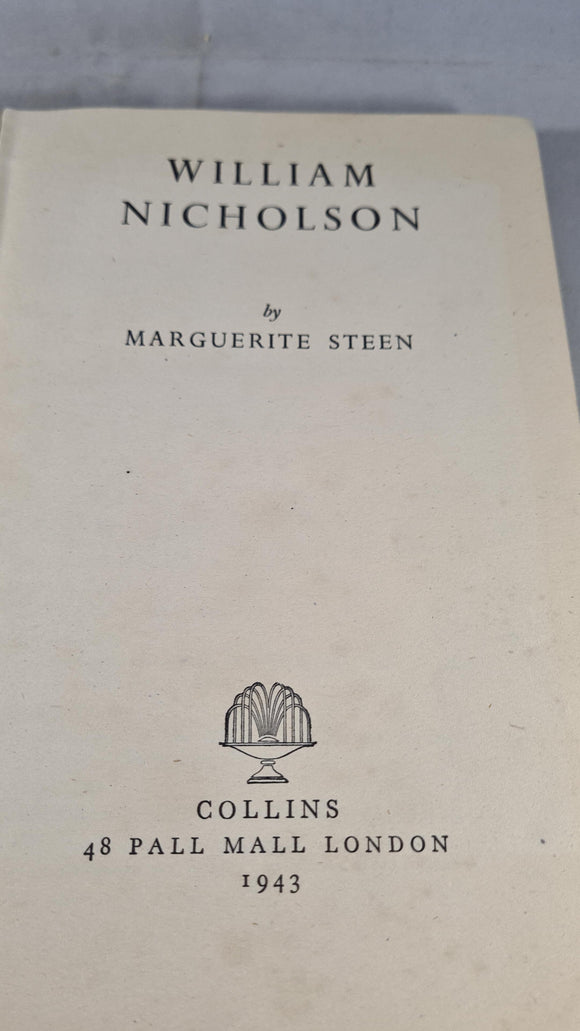 WILLIAM
NICHOLSON
by
MARGUERITE STEEN
COLLINS
48 PALL MALL LONDON
1943